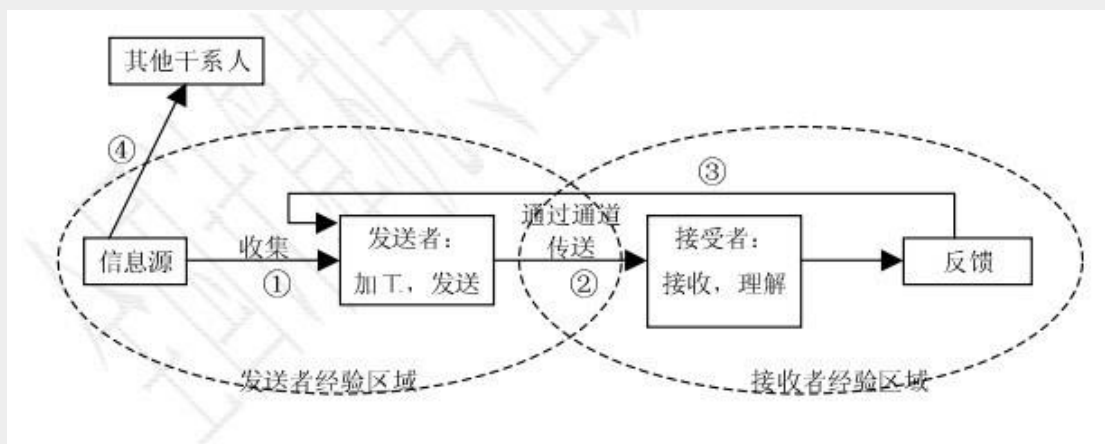 其他干系人
④
③
通过通道
信息源
收集
①
发送者：
加工，发送
传送
②
接受者：
接收，理解
反馈
发送者经验区域
接收者经验区域